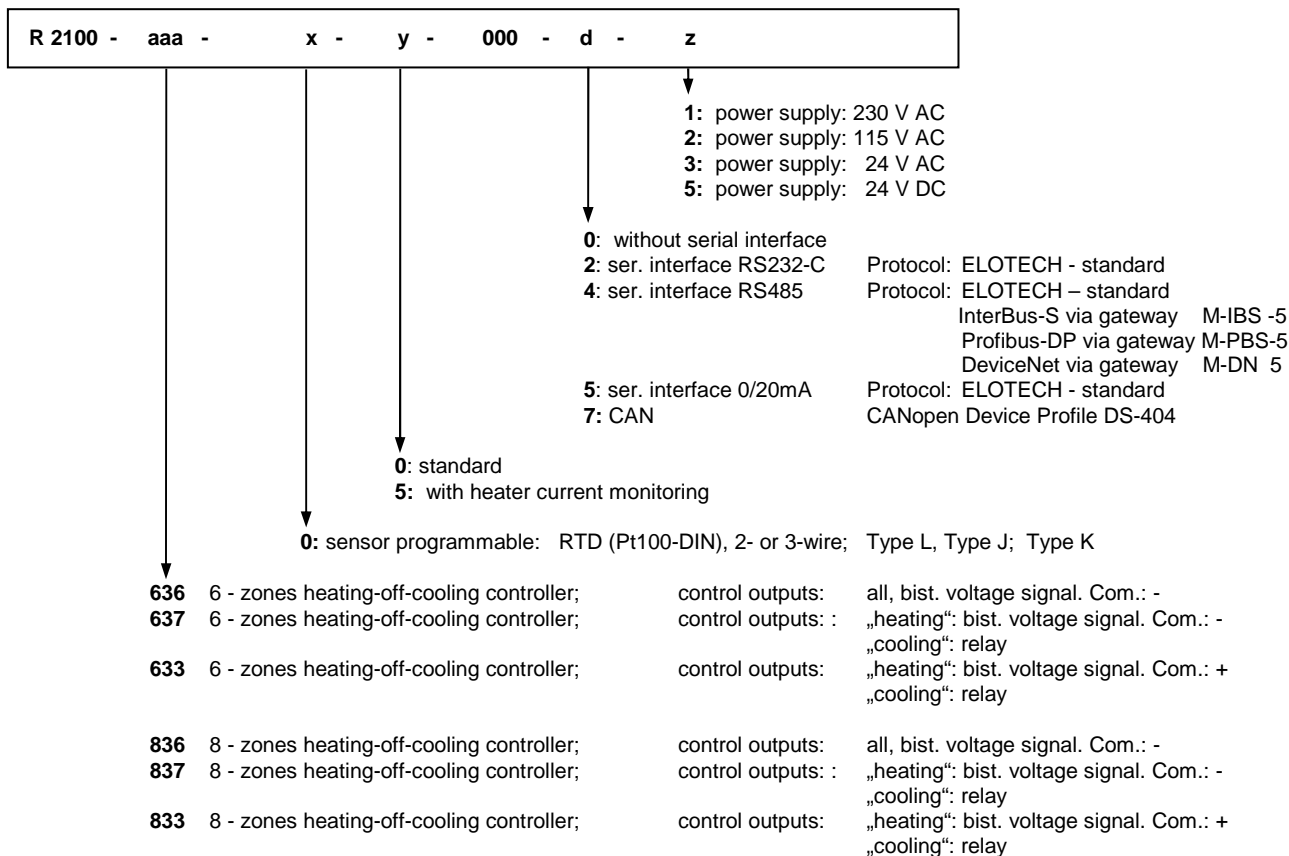 R 2100 - aaa - x - y - 000 - d - z
1: power supply: 230 V AC
2: power supply: 115 V AC
3: power supply: 24 V AC
5: power supply: 24 V DC
0: without serial interface
2: ser. interface RS232-C Protocol: ELOTECH - standard
4: ser. interface RS485 Protocol: ELOTECH – standard
InterBus-S via gateway M-IBS -5
Profibus-DP via gateway M-PBS-5
DeviceNet via gateway M-DN 5
5: ser. interface 0/20mA Protocol: ELOTECH - standard
7: CAN CANopen Device Profile DS-404
0: standard
5: with heater current monitoring
0: sensor programmable: RTD (Pt100-DIN), 2- or 3-wire; Type L, Type J; Type K
636 6 - zones heating-off-cooling controller; control outputs: all, bist. voltage signal. Com.: -
637 6 - zones heating-off-cooling controller; control outputs: : „heating“: bist. voltage signal. Com.: -
„cooling“: relay
633 6 - zones heating-off-cooling controller; control outputs: „heating“: bist. voltage signal. Com.: +
„cooling“: relay
836 8 - zones heating-off-cooling controller; control outputs: all, bist. voltage signal. Com.: -
837 8 - zones heating-off-cooling controller; control outputs: : „heating“: bist. voltage signal. Com.: -
„cooling“: relay
833 8 - zones heating-off-cooling controller; control outputs: „heating“: bist. voltage signal. Com.: +
„cooling“: relay